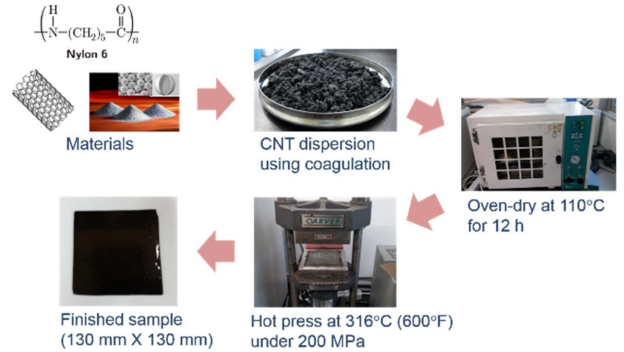 H
O
N
(CH₂)₅
C
n
Nylon 6
Materials
CNT dispersion
using coagulation
Oven-dry at 110°C
for 12 h
CARVER
Hot press at 316°C (600°F)
under 200 MPa
Finished sample
(130 mm X 130 mm)